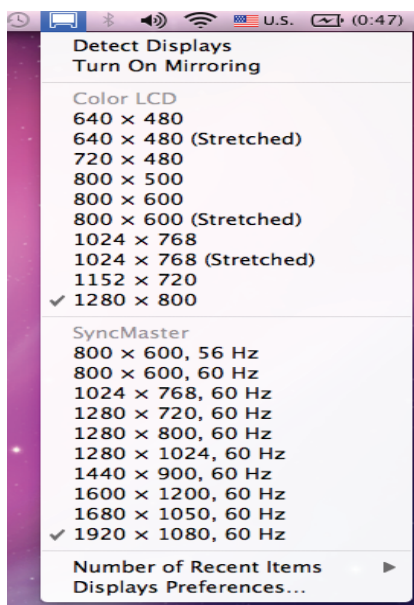 U.S. (0:47)
Detect Displays
Turn On Mirroring
Color LCD
640 × 480
640 × 480 (Stretched)
720 × 480
800 × 500
800 × 600
800 × 600 (Stretched)
1024 × 768
1024 × 768 (Stretched)
1152 × 720
1280 × 800
SyncMaster
800 × 600, 56 Hz
800 × 600, 60 Hz
1024 × 768, 60 Hz
1280 × 720, 60 Hz
1280 × 800, 60 Hz
1280 × 1024, 60 Hz
1440 × 900, 60 Hz
1600 × 1200, 60 Hz
1680 × 1050, 60 Hz
1920 × 1080, 60 Hz
Number of Recent Items
Displays Preferences...